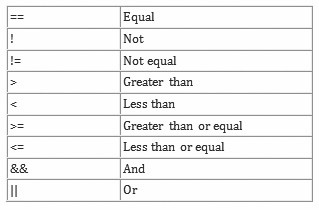 == Equal
! Not
!= Not equal
> Greater than
< Less than
>= Greater than or equal
<= Less than or equal
&& And
|| Or